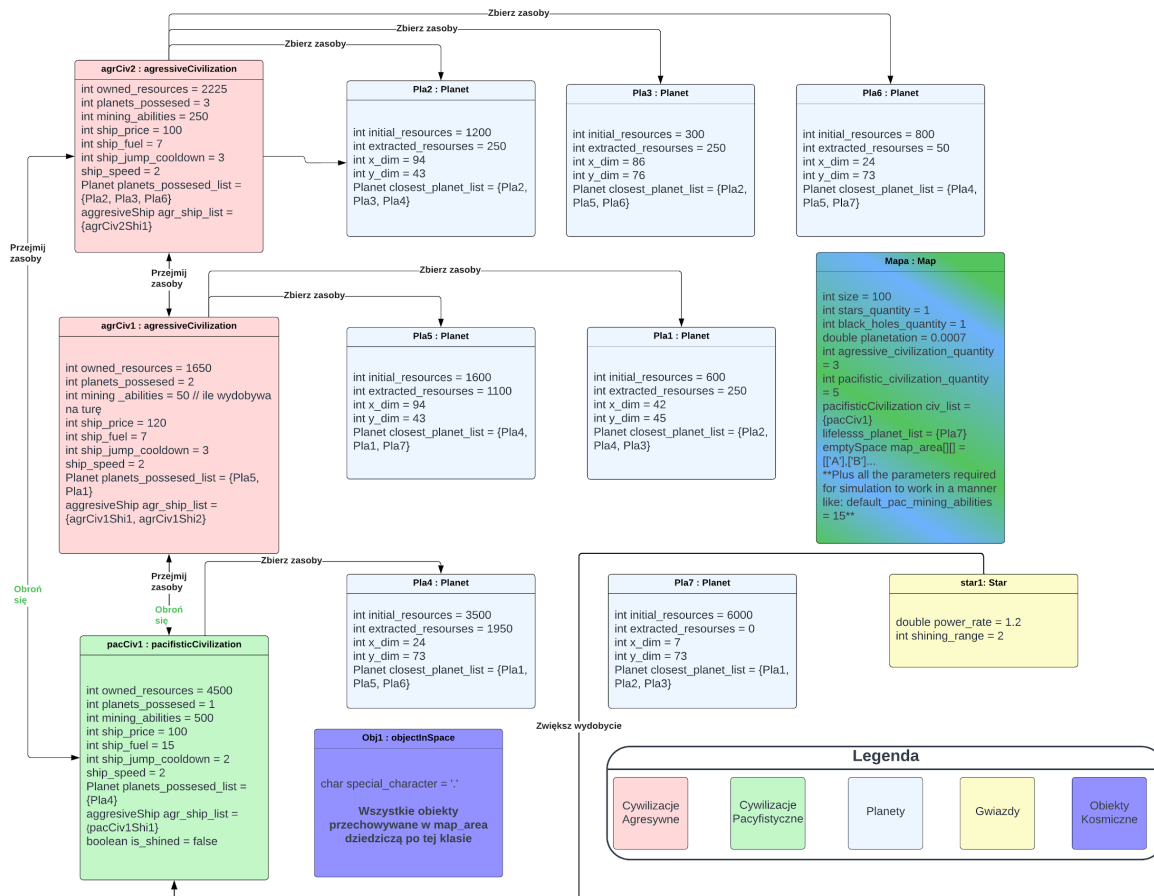 Zbierz zasoby
Zbierz zasoby
Zbierz zasoby
agrCiv2 : agressiveCivilization
int owned_resources = 2225
int planets_possesed = 3
int mining_abilities = 250
int ship_price = 100
int ship_fuel = 7
int ship_jump_cooldown = 3
ship_speed = 2
Planet planets_possesed_list =
{Pla2, Pla3, Pla6}
aggresiveShip agr_ship_list =
{agrCiv2Shi1}
Pla2 : Planet
int initial_resources = 1200
int extracted_resourses = 250
int x_dim = 94
int y_dim = 43
Planet closest_planet_list = {Pla2,
Pla3, Pla4}
Pla3 : Planet
int initial_resources = 300
int extracted_resourses = 250
int x_dim = 86
int y_dim = 76
Planet closest_planet_list = {Pla2,
Pla5, Pla6}
Pla6 : Planet
int initial_resources = 800
int extracted_resourses = 50
int x_dim = 24
int y_dim = 73
Planet closest_planet_list = {Pla4,
Pla5, Pla7}
Przejmij
zasoby
Przejmij
zasoby
Zbierz zasoby
Zbierz zasoby
agrCiv1 : agressiveCivilization
int owned_resources = 1650
int planets_possesed = 2
int mining _abilities = 50 // ile wydobywa
na turę
int ship_price = 120
int ship_fuel = 7
int ship_jump_cooldown = 3
ship_speed = 2
Planet planets_possesed_list = {Pla5,
Pla1}
aggresiveShip agr_ship_list =
{agrCiv1Shi1, agrCiv1Shi2}
Pla5 : Planet
int initial_resources = 1600
int extracted_resourses = 1100
int x_dim = 94
int y_dim = 43
Planet closest_planet_list = {Pla4,
Pla1, Pla7}
Pla1 : Planet
int initial_resources = 600
int extracted_resourses = 250
int x_dim = 42
int y_dim = 45
Planet closest_planet_list = {Pla2,
Pla4, Pla3}
Mapa : Map
int size = 100
int stars_quantity = 1
int black_holes_quantity = 1
double planetation = 0.0007
int agressive_civilization_quantity
= 3
int pacifistic_civilization_quantity
= 5
pacifisticCivilization civ_list =
{pacCiv1}
lifelesss_planet_list = {Pla7}
emptySpace map_area[][] =
[['A'],['B']...
**Plus all the parameters required
for simulation to work in a manner
like: default_pac_mining_abilities
= 15**
Zbierz zasoby
Przejmij
zasoby
Obroń
się
Obroń
się
pacCiv1 : pacifisticCivilization
int owned_resources = 4500
int planets_possesed = 1
int mining_abilities = 500
int ship_price = 100
int ship_fuel = 15
int ship_jump_cooldown = 2
ship_speed = 2
Planet planets_possesed_list =
{Pla4}
aggresiveShip agr_ship_list =
{pacCiv1Shi1}
boolean is_shined = false
Pla4 : Planet
int initial_resources = 3500
int extracted_resourses = 1950
int x_dim = 24
int y_dim = 73
Planet closest_planet_list = {Pla1,
Pla5, Pla6}
Pla7 : Planet
int initial_resources = 6000
int extracted_resourses = 0
int x_dim = 7
int y_dim = 73
Planet closest_planet_list = {Pla1,
Pla2, Pla3}
star1: Star
double power_rate = 1.2
int shining_range = 2
Zwiększ wydobycie
Obj1 : objectInSpace
char special_character = '.'
Wszystkie obiekty
przechowywane w map_area
dziedziczą po tej klasie
Legenda
Cywilizacje
Agresywne
Cywilizacje
Pacyfistyczne
Planety
Gwiazdy
Obiekty
Kosmiczne